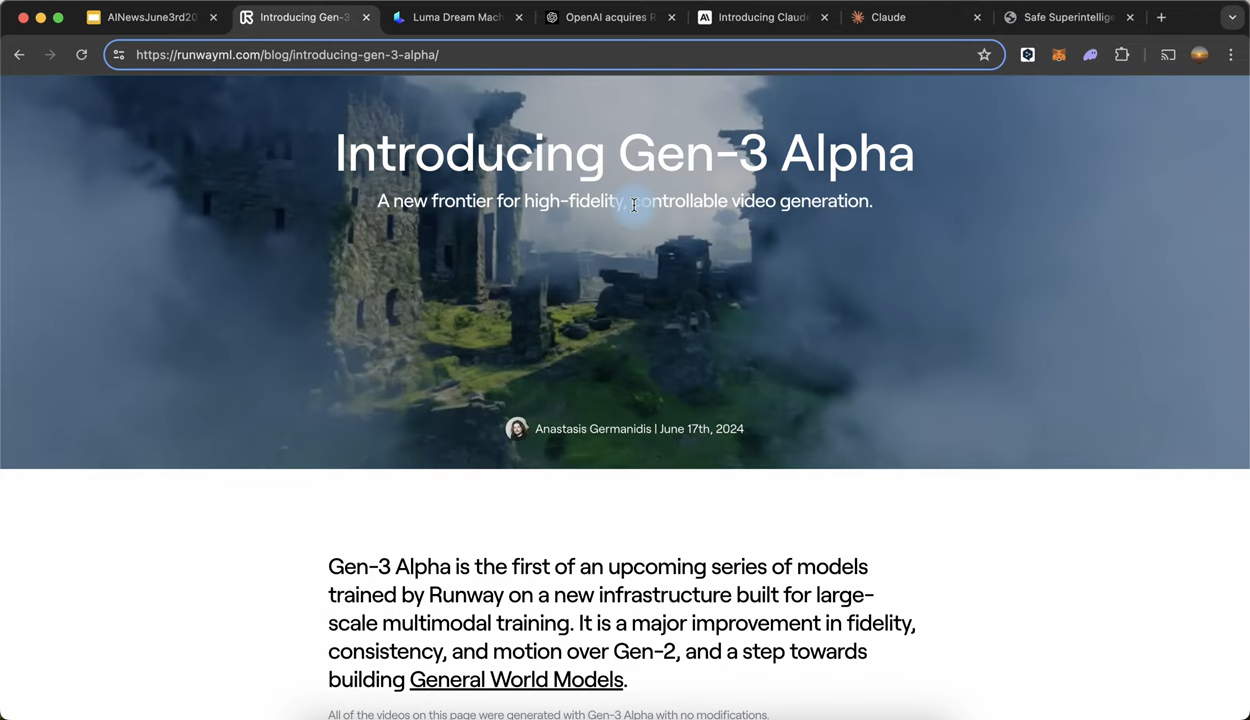 AINewsJune3rd20
Introducing Gen-3
Luma Dream Mach
OpenAI acquires R
Introducing Claude
Claude
Safe Superintellige
https://runwayml.com/blog/introducing-gen-3-alpha/
Introducing Gen-3 Alpha
A new frontier for high-fidelity, controllable video generation.
Anastasis Germanidis | June 17th, 2024
Gen-3 Alpha is the first of an upcoming series of models
trained by Runway on a new infrastructure built for large-
scale multimodal training. It is a major improvement in fidelity,
consistency, and motion over Gen-2, and a step towards
building General World Models.
All of the videos on this page were generated with Gen-3 Alpha with no modifications.